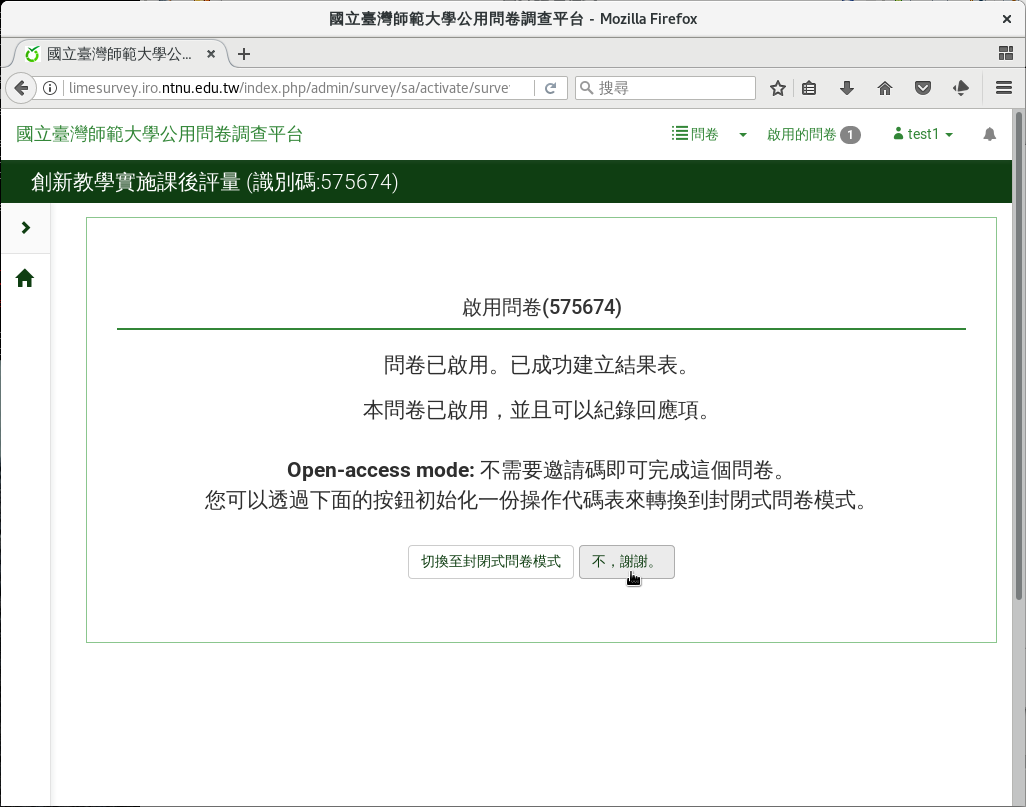 國立臺灣師範大學公用問卷調查平台 - Mozilla Firefox
國立臺灣師範大學公...
limesurvey.iro.ntnu.edu.tw/index.php/admin/survey/sa/activate/surve
搜尋
國立臺灣師範大學公用問卷調查平台
問卷
啟用的問卷 1
test1
創新教學實施課後評量 (識別碼:575674)
啟用問卷(575674)
問卷已啟用。已成功建立結果表。
本問卷已啟用，並且可以紀錄回應項。
Open-access mode: 不需要邀請碼即可完成這個問卷。
您可以透過下面的按鈕初始化一份操作代碼表來轉換到封閉式問卷模式。
切換至封閉式問卷模式
不，謝謝。